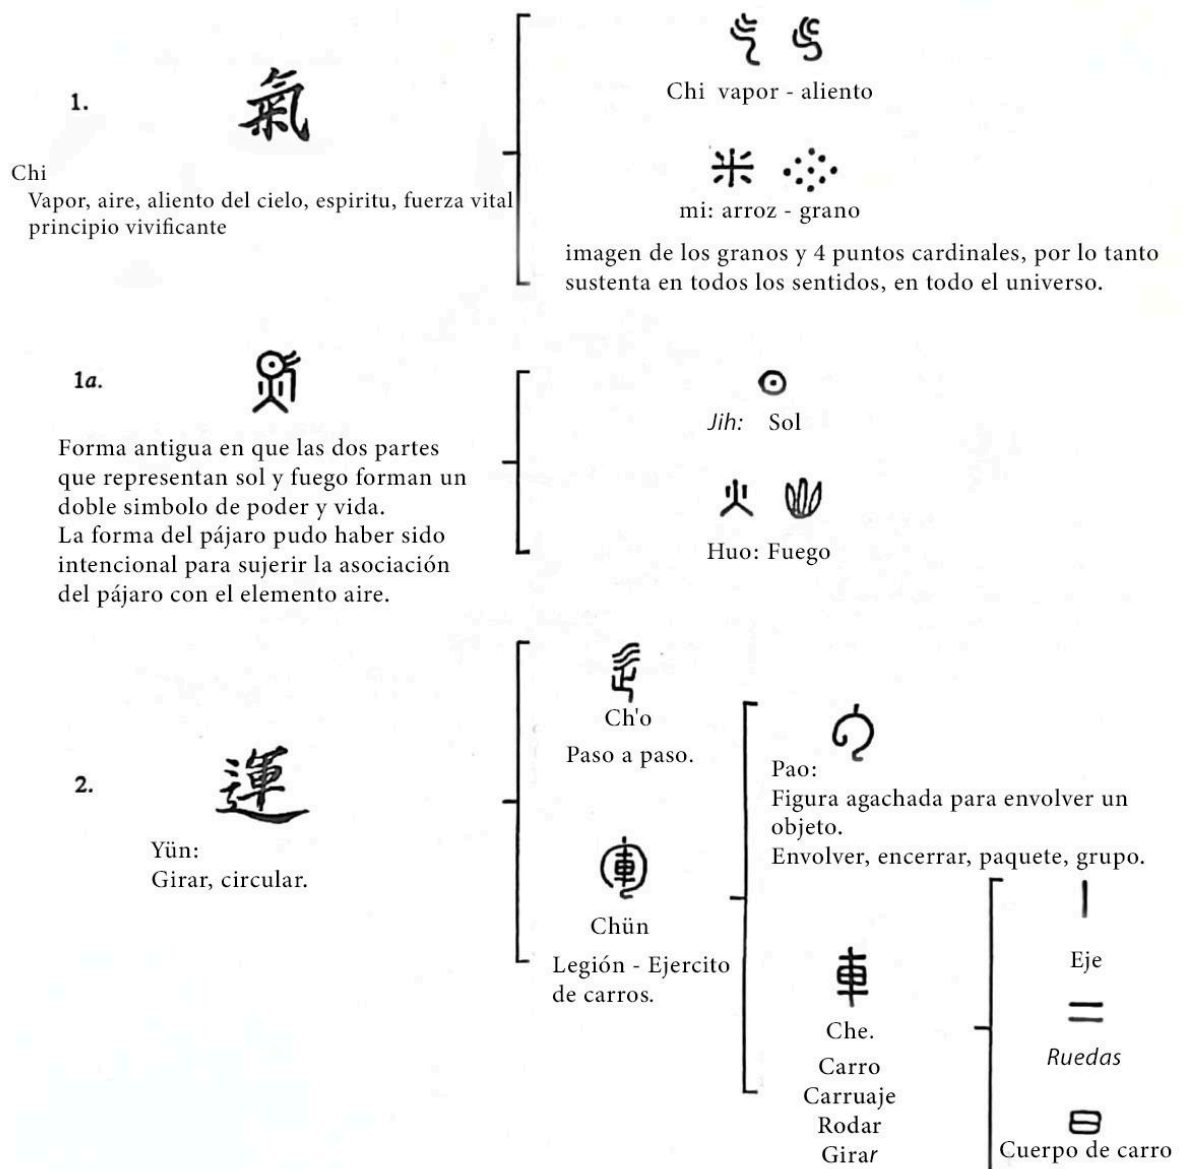 1.
氣
Chi
Vapor, aire, aliento del cielo, espiritu, fuerza vital
principio vivificante
Chi vapor - aliento
mi: arroz - grano
imagen de los granos y 4 puntos cardinales, por lo tanto
sustenta en todos los sentidos, en todo el universo.
1a.
Forma antigua en que las dos partes
que representan sol y fuego forman un
doble simbolo de poder y vida.
La forma del pájaro pudo haber sido
intencional para sujerir la asociación
del pájaro con el elemento aire.
Jih: Sol
Huo: Fuego
2.
運
Yün:
Girar, circular.
Ch'o
Paso a paso.
Chün
Legión - Ejercito
de carros.
Pao:
Figura agachada para envolver un
objeto.
Envolver, encerrar, paquete, grupo.
車
Che.
Carro
Carruaje
Rodar
Girar
Eje
Ruedas
Cuerpo de carro